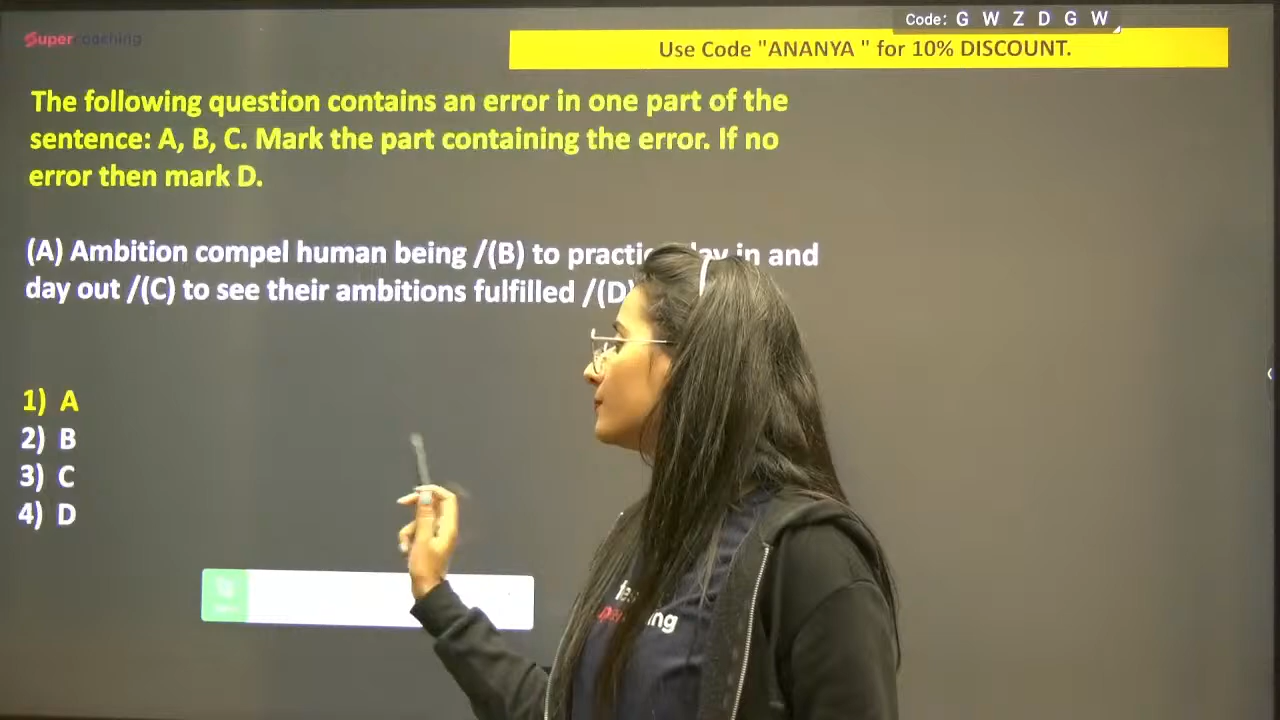 Code: G W Z D G W
Supercoaching
Use Code "ANANYA " for 10% DISCOUNT.
The following question contains an error in one part of the
sentence: A, B, C. Mark the part containing the error. If no
error then mark D.
(A) Ambition compel human being /(B) to in and
day out /(C) to see their ambitions fulfilled /(D)
1) A
2) B
3) C
4) D